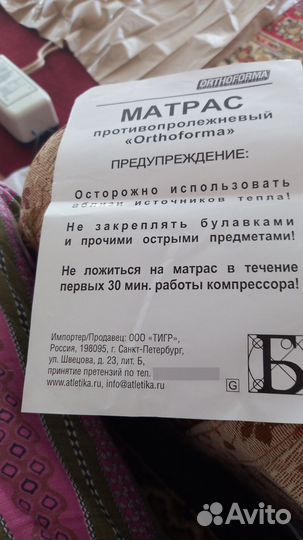 ORTHOFORMA
МАТРАС
противопролежневый
«Orthoforma»
ПРЕДУПРЕЖДЕНИЕ:
Осторожно использовать
вблизи источников тепла!
Не закреплять булавками
и прочими острыми предметами!
Не ложиться на матрас в течение
первых 30 мин. работы компрессора!
Импортер/Продавец: ООО «ТИГР»,
Россия, 198095, г. Санкт-Петербург,
ул. Швецова, д. 23, лит. Б,
принятие претензий по тел.
www.atletika.ru, info@atletika.ru
G
Б
Avito